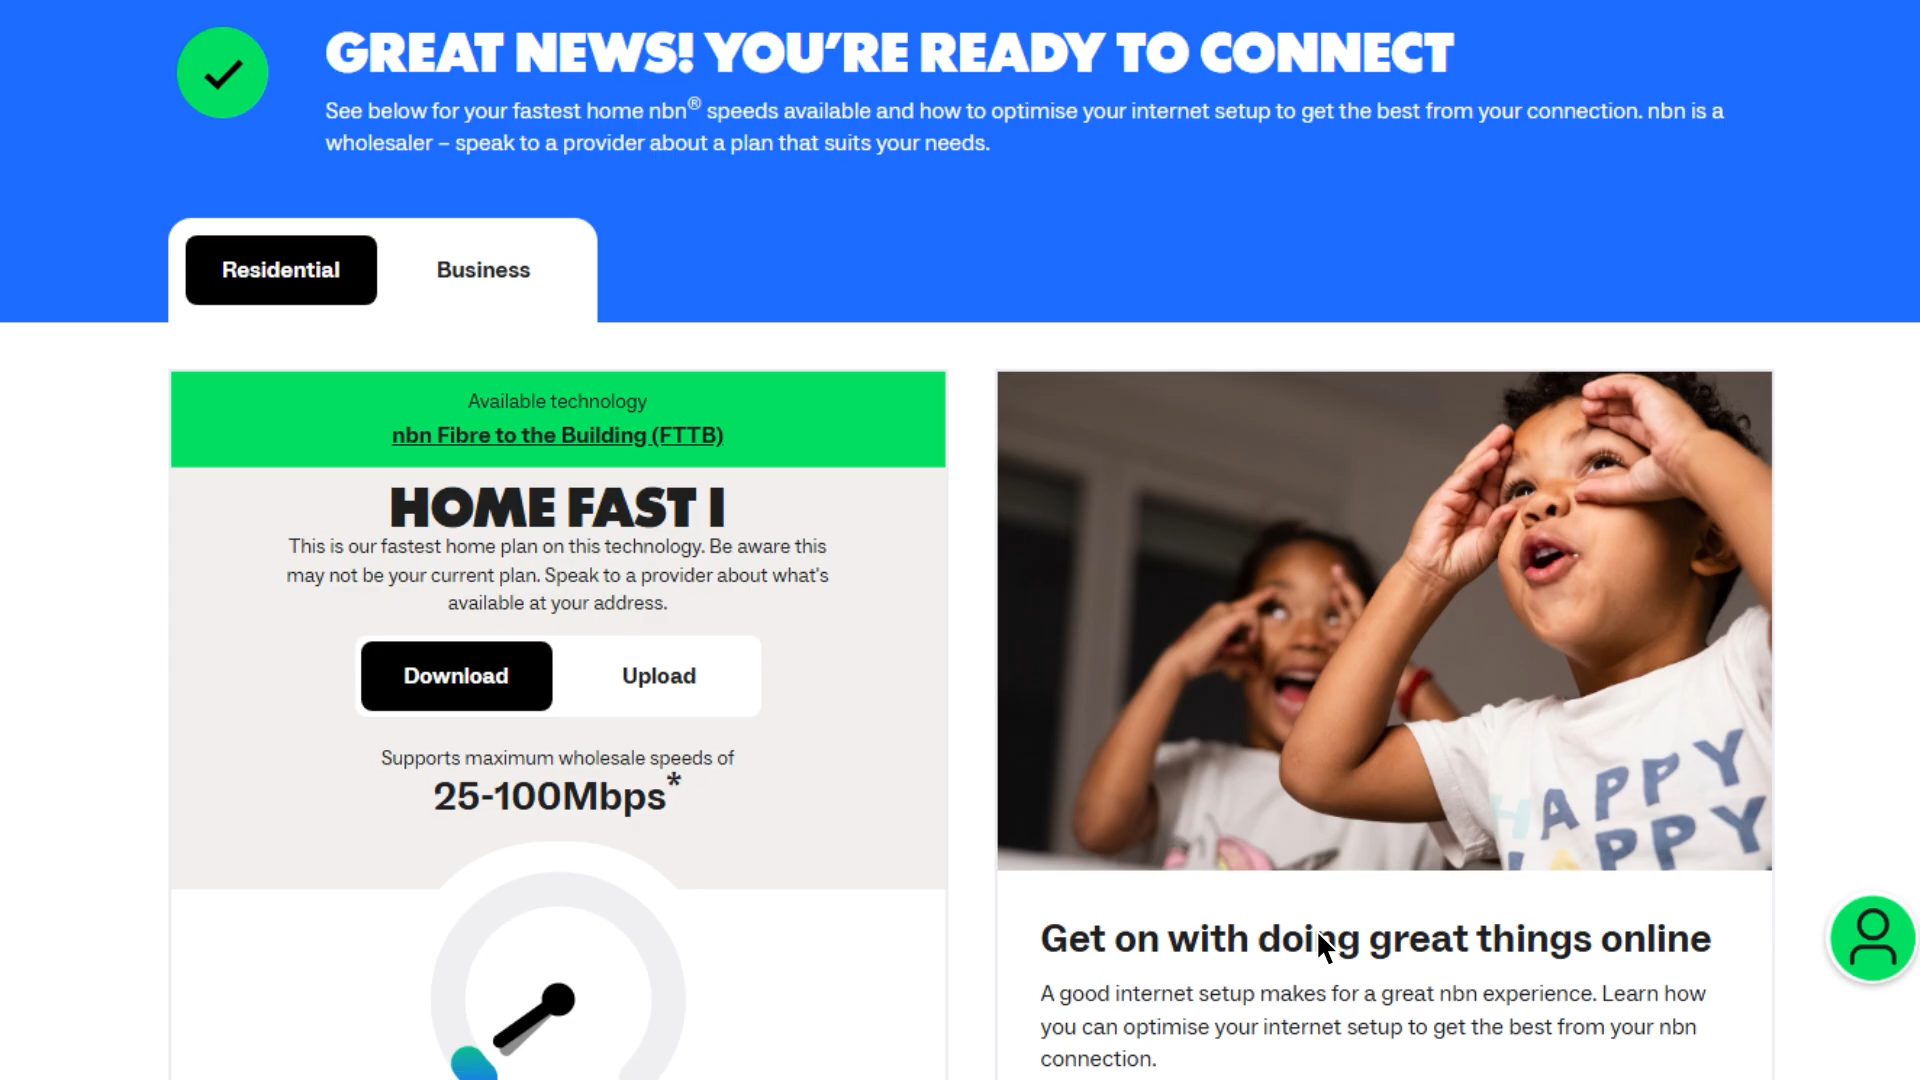 GREAT NEWS! YOU'RE READY TO CONNECT
See below for your fastest home nbn® speeds available and how to optimise your internet setup to get the best from your connection. nbn is a
wholesaler – speak to a provider about a plan that suits your needs.
Residential
Business
Available technology
nbn Fibre to the Building (FTTB)
HOME FAST I
This is our fastest home plan on this technology. Be aware this
may not be your current plan. Speak to a provider about what's
available at your address.
Download
Upload
Supports maximum wholesale speeds of
25-100Mbps*
HAPPY
Get on with doing great things online
A good internet setup makes for a great nbn experience. Learn how
you can optimise your internet setup to get the best from your nbn
connection.